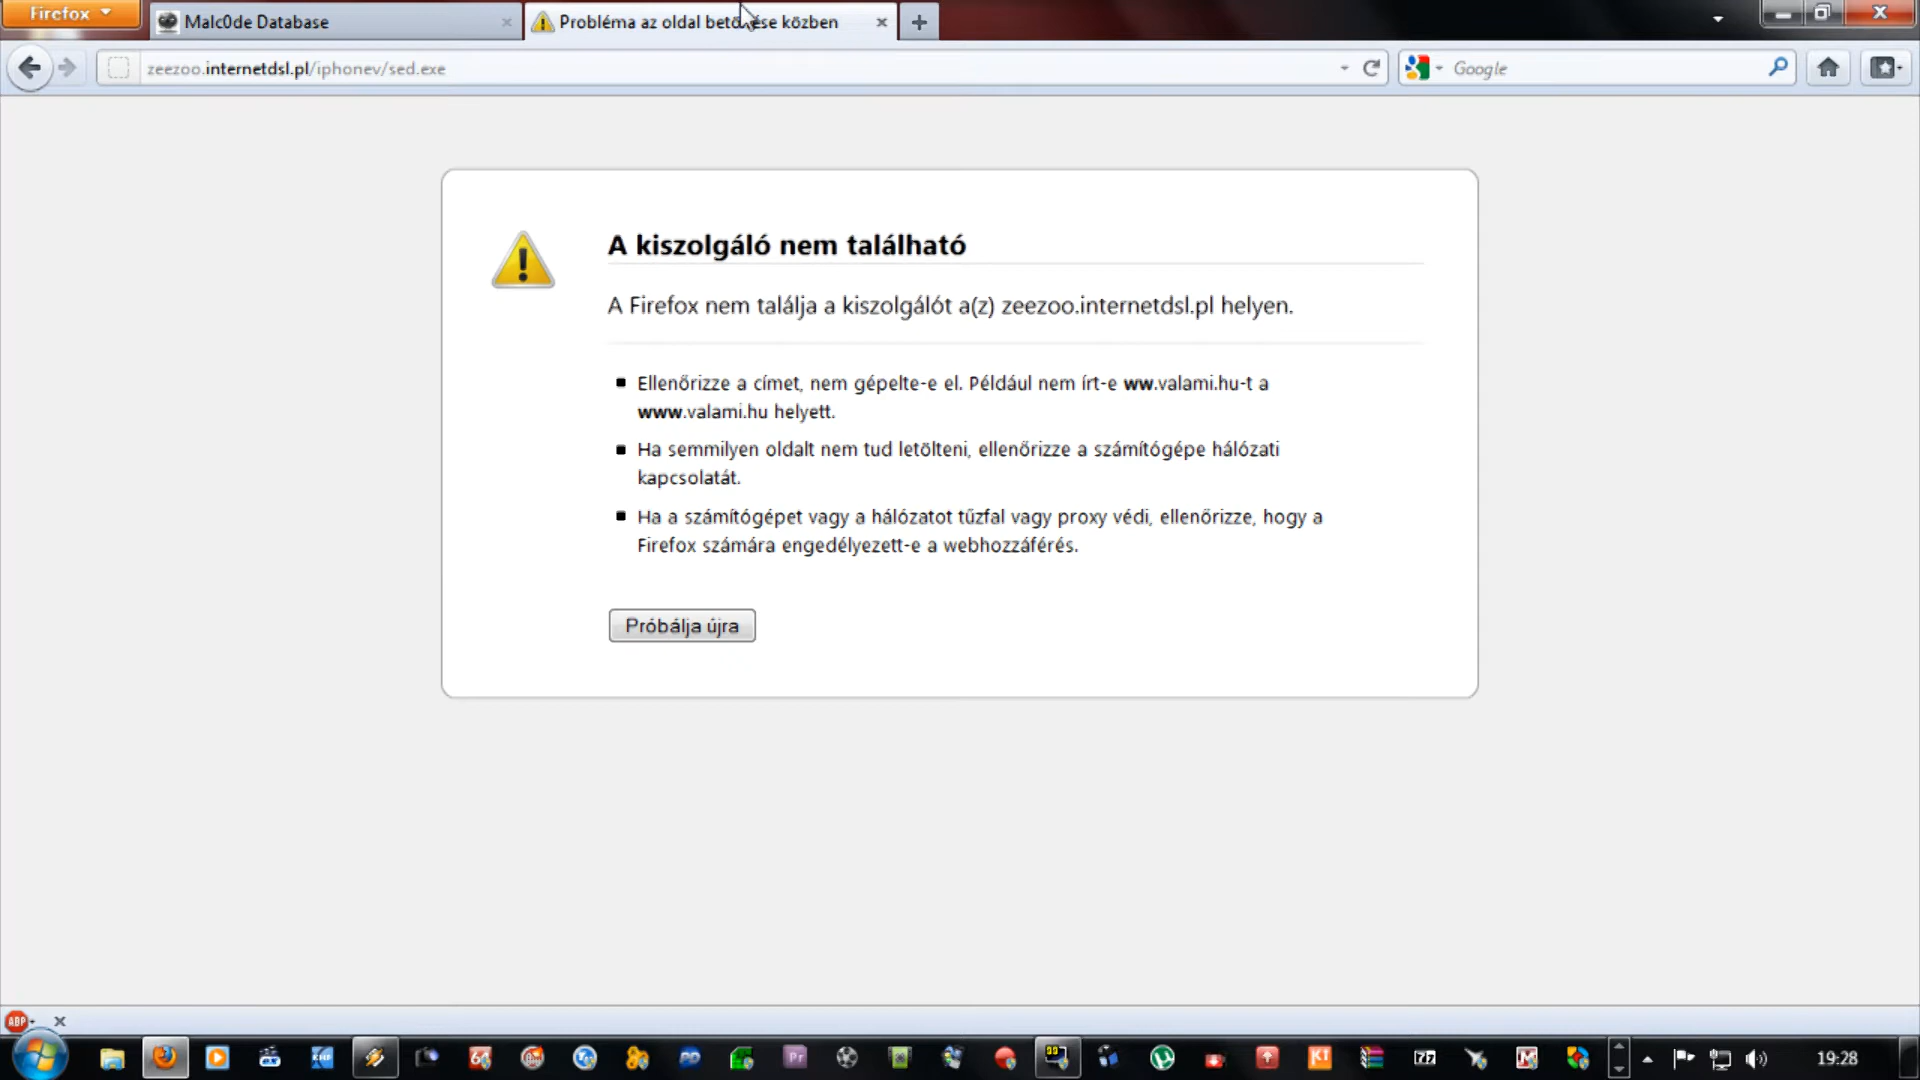 Firefox
Malc0de Database
Probléma az oldal betöltése közben
zeezoo.internetdsl.pl/iphonev/sed.exe
Google
A kiszolgáló nem található
A Firefox nem találja a kiszolgálót a(z) zeezoo.internetdsl.pl helyen.
Ellenőrizze a címet, nem gépelte-e el. Például nem írt-e ww.valami.hu-t a
www.valami.hu helyett.
Ha semmilyen oldalt nem tud letölteni, ellenőrizze a számítógépe hálózati
kapcsolatát.
Ha a számítógépet vagy a hálózatot tűzfal vagy proxy védi, ellenőrizze, hogy a
Firefox számára engedélyezett-e a webhozzáférés.
Próbálja újra
ABP
64
Pr
19:28